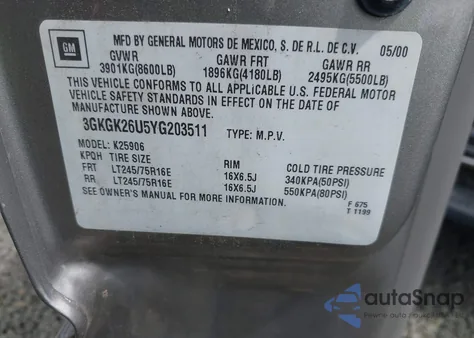 GM
MFD BY GENERAL MOTORS DE MEXICO, S. DE R.L. DE C.V. 05/00
GVWR GAWR FRT GAWR RR
3901KG(8600LB) 1896KG(4180LB) 2495KG(5500LB)
THIS VEHICLE CONFORMS TO ALL APPLICABLE U.S. FEDERAL MOTOR
VEHICLE SAFETY STANDARDS IN EFFECT ON THE DATE OF
MANUFACTURE SHOWN ABOVE.
3GKGK26U5YG203511 TYPE: M.P.V.
MODEL: K25906
KPQH TIRE SIZE RIM COLD TIRE PRESSURE
FRT LT245/75R16E 16X6.5J 340KPA(50PSI)
RR LT245/75R16E 16X6.5J 550KPA(80PSI)
SEE OWNER'S MANUAL FOR MORE INFORMATION.
F 675
T 1199
autoSnap